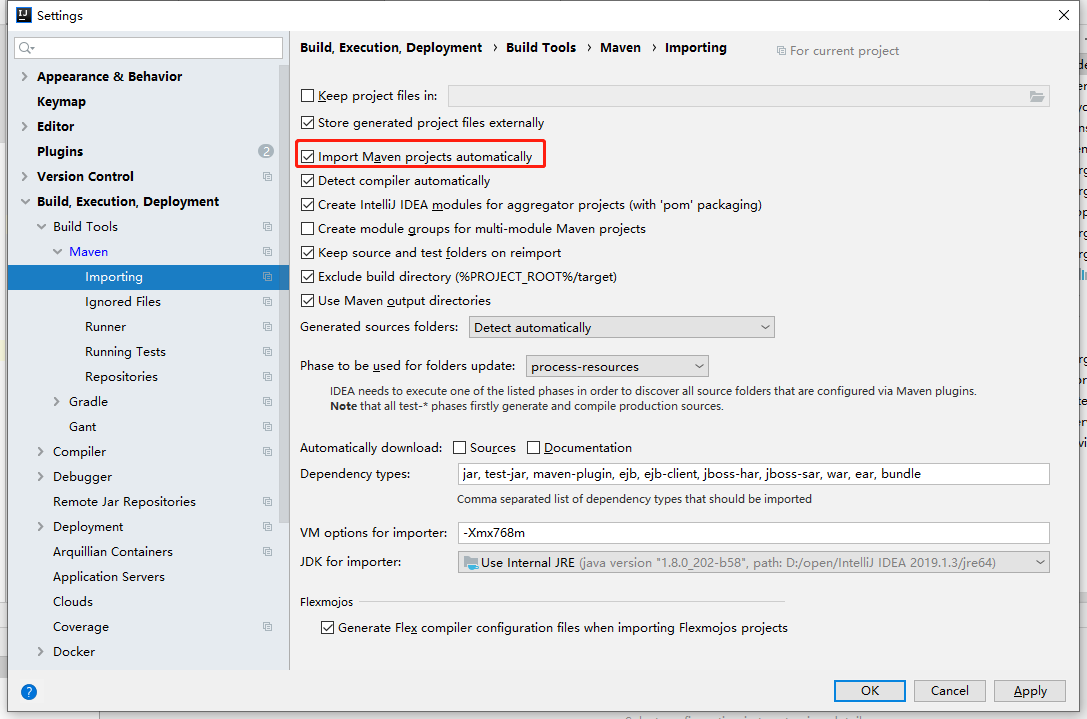 Settings
Build, Execution, Deployment › Build Tools › Maven › Importing
For current project
Appearance & Behavior
Keymap
Editor
Plugins 2
Version Control
Build, Execution, Deployment
Build Tools
Maven
Importing
Ignored Files
Runner
Running Tests
Repositories
Gradle
Gant
Compiler
Debugger
Remote Jar Repositories
Deployment
Arquillian Containers
Application Servers
Clouds
Coverage
Docker
Keep project files in:
Store generated project files externally
Import Maven projects automatically
Detect compiler automatically
Create IntelliJ IDEA modules for aggregator projects (with 'pom' packaging)
Create module groups for multi-module Maven projects
Keep source and test folders on reimport
Exclude build directory (%PROJECT_ROOT%/target)
Use Maven output directories
Generated sources folders: Detect automatically
Phase to be used for folders update: process-resources
IDEA needs to execute one of the listed phases in order to discover all source folders that are configured via Maven plugins.
Note that all test-* phases firstly generate and compile production sources.
Automatically download: Sources Documentation
Dependency types: jar, test-jar, maven-plugin, ejb, ejb-client, jboss-har, jboss-sar, war, ear, bundle
Comma separated list of dependency types that should be imported
VM options for importer: -Xmx768m
JDK for importer: Use Internal JRE (java version "1.8.0_202-b58", path: D:/open/IntelliJ IDEA 2019.1.3/jre64)
Flexmojos
Generate Flex compiler configuration files when importing Flexmojos projects
?
OK Cancel Apply